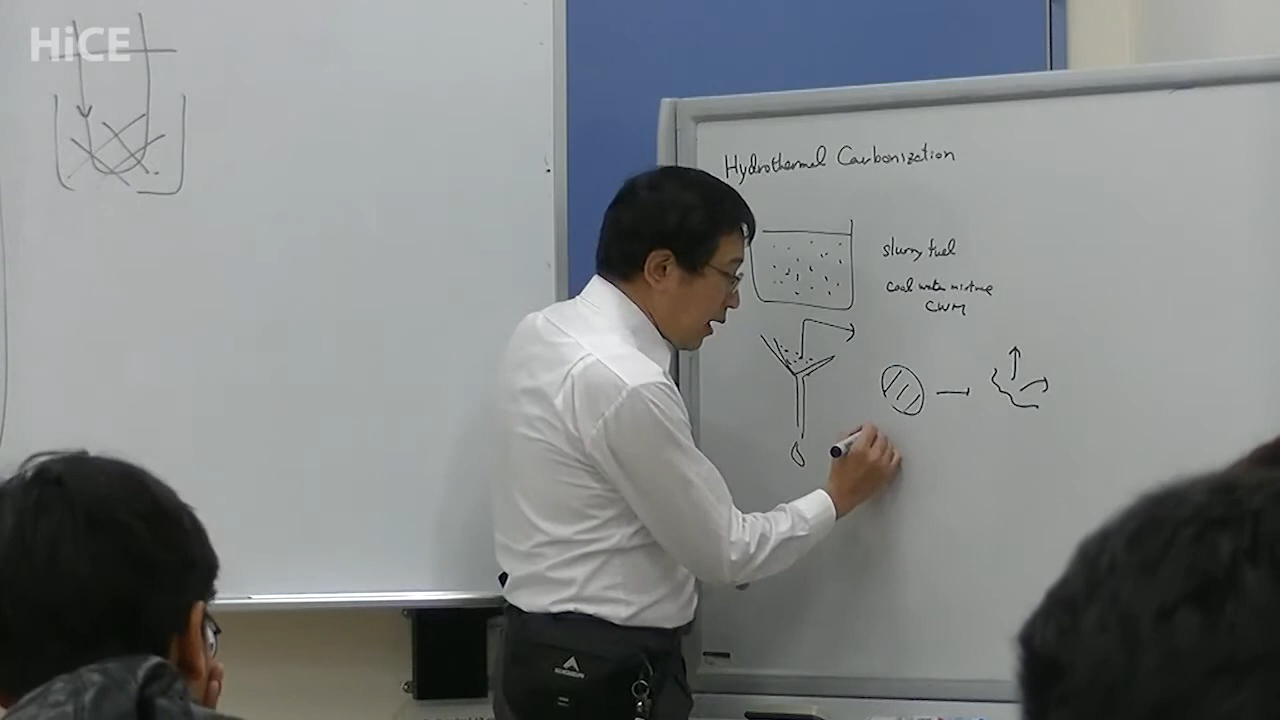 HiCE
Hydrothermal Carbonization
slurry fuel
coal water mixture
CWM